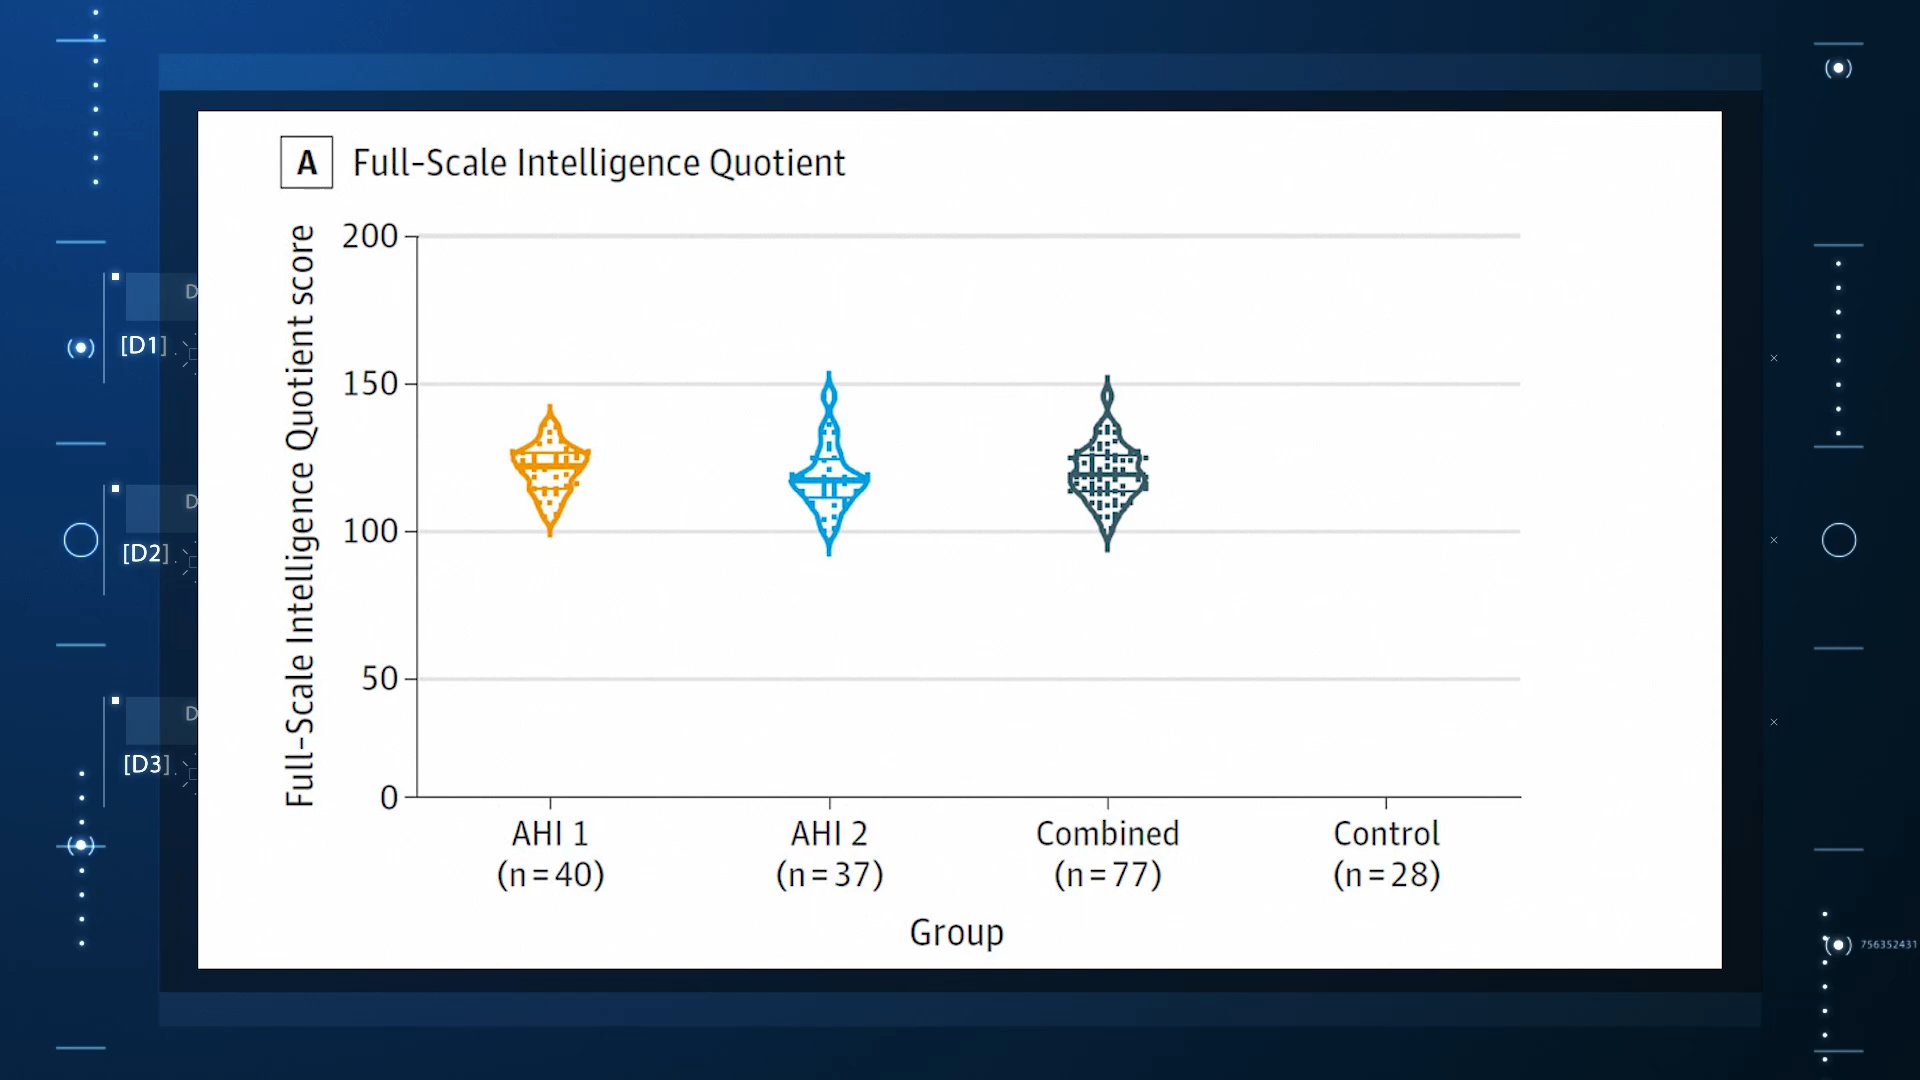 A Full-Scale Intelligence Quotient
Full-Scale Intelligence Quotient score
200
150
100
50
0
AHI 1
(n=40)
AHI 2
(n=37)
Combined
(n=77)
Control
(n=28)
Group
D
[D1]
D
[D2]
D
[D3]
756352431